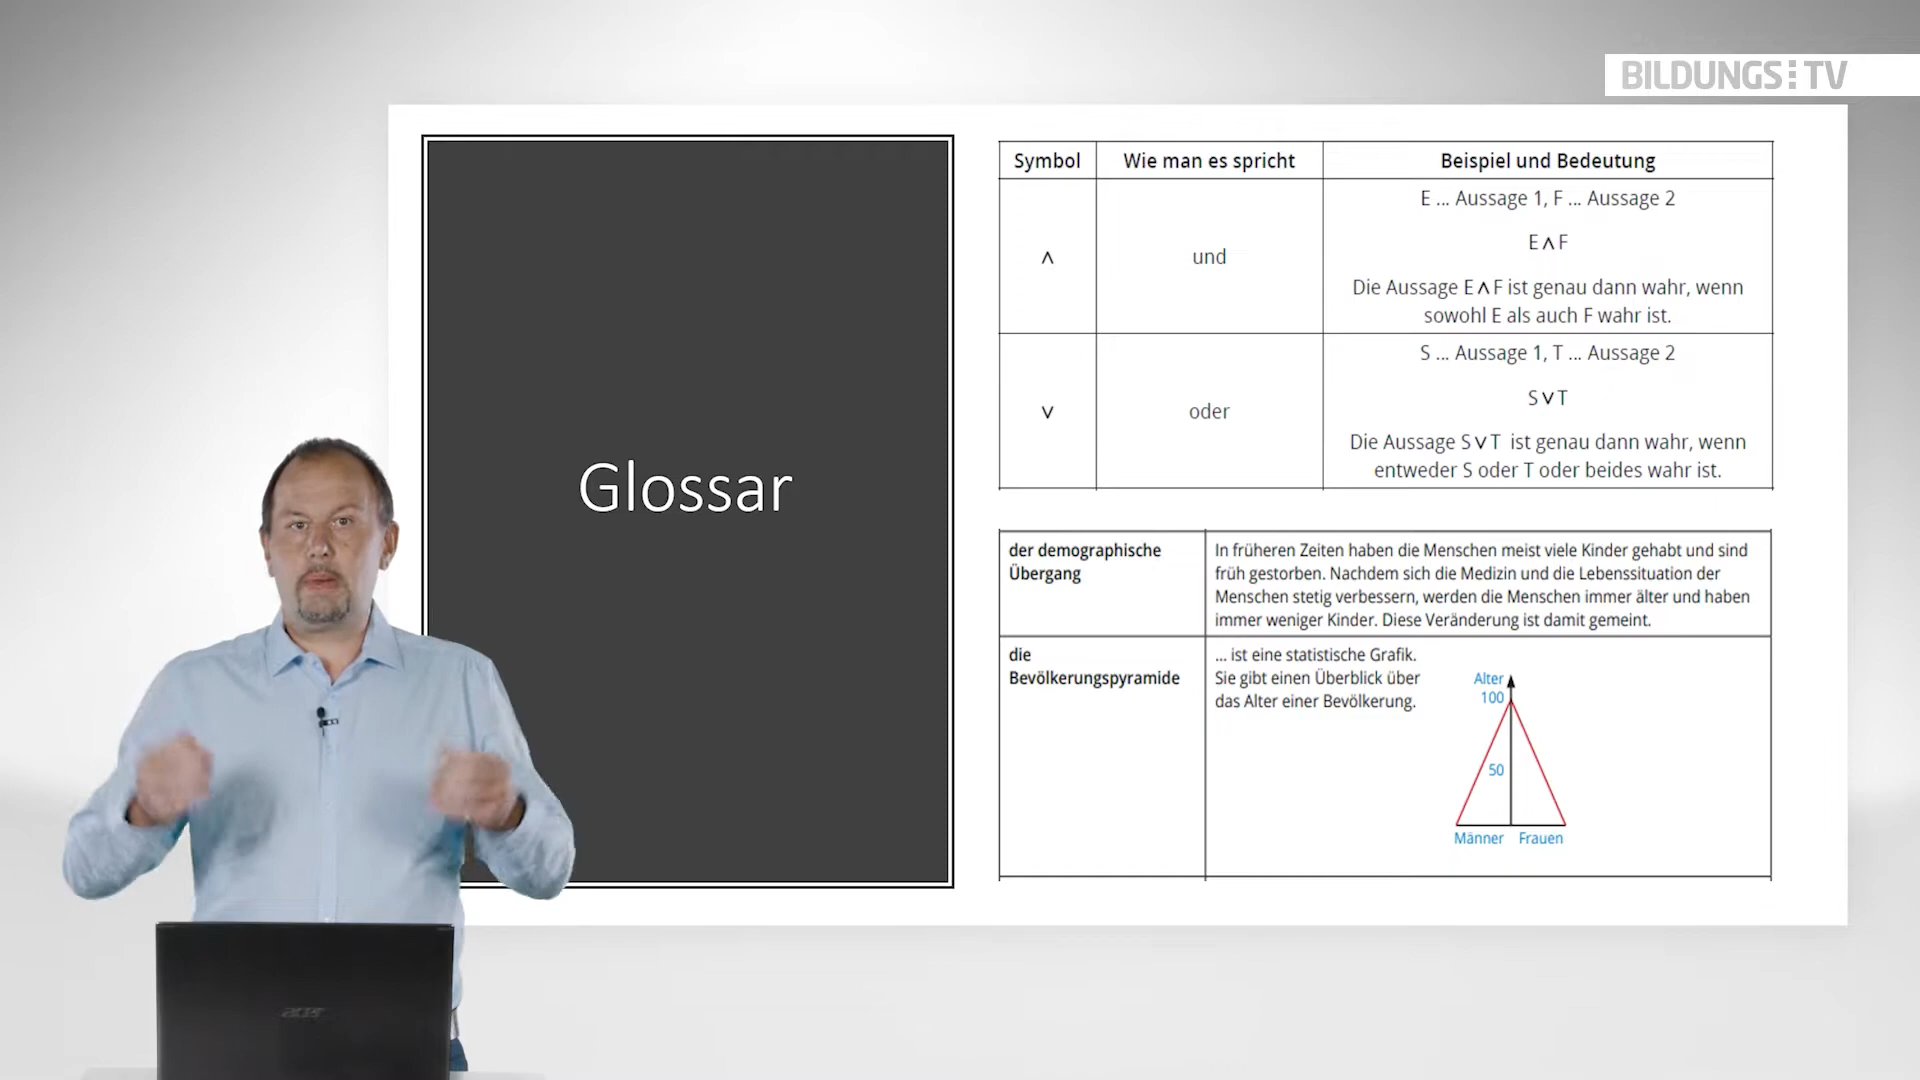 BILDUNGS⋮TV
Glossar
Symbol
Wie man es spricht
Beispiel und Bedeutung
∧
und
E ... Aussage 1, F ... Aussage 2
E∧F
Die Aussage E∧F ist genau dann wahr, wenn
sowohl E als auch F wahr ist.
∨
oder
S ... Aussage 1, T ... Aussage 2
S∨T
Die Aussage S∨T ist genau dann wahr, wenn
entweder S oder T oder beides wahr ist.
der demographische
Übergang
In früheren Zeiten haben die Menschen meist viele Kinder gehabt und sind
früh gestorben. Nachdem sich die Medizin und die Lebenssituation der
Menschen stetig verbessern, werden die Menschen immer älter und haben
immer weniger Kinder. Diese Veränderung ist damit gemeint.
die
Bevölkerungspyramide
... ist eine statistische Grafik.
Sie gibt einen Überblick über
das Alter einer Bevölkerung.
Alter
100
50
Männer
Frauen
acer